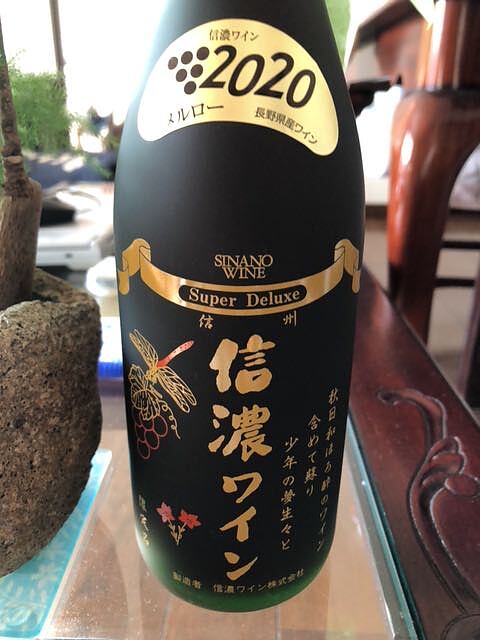 信濃ワイン
2020
メルロー
長野県産ワイン
SINANO
WINE
Super Deluxe
信州
信濃ワイン
秋日和ほろ酔のワイン
含めて蘇り
少年の夢生々と
製造者 信濃ワイン株式会社